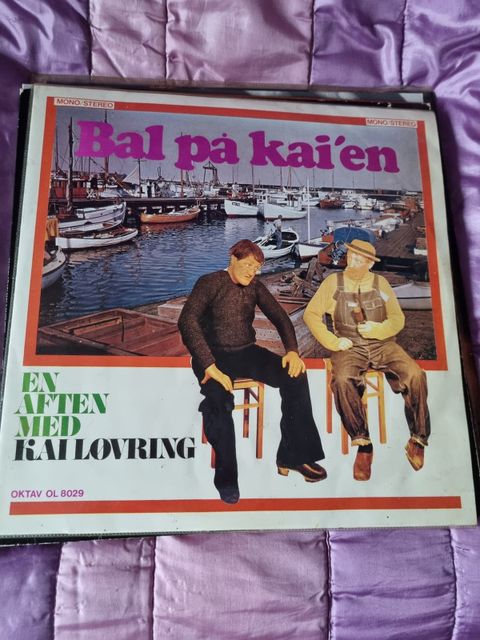 MONO/STEREO
MONO/STEREO
Bal på kai'en
EN
AFTEN
MED
KAI LØVRING
OKTAV OL 8029